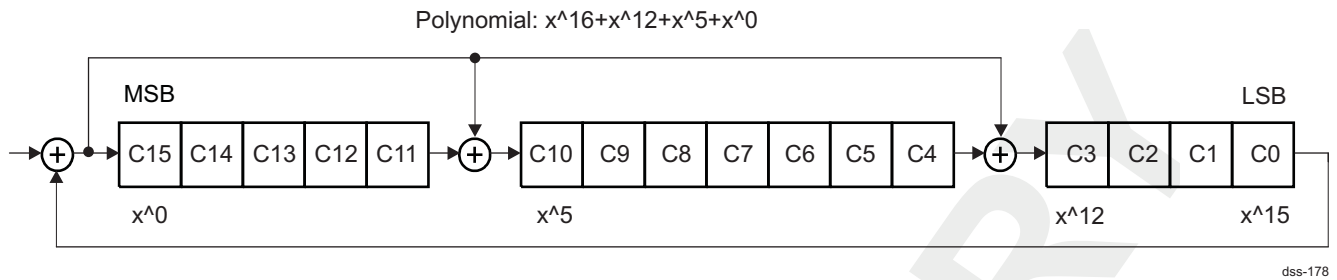 Polynomial: x^16+x^12+x^5+x^0
MSB
LSB
C15 C14 C13 C12 C11 C10 C9 C8 C7 C6 C5 C4 C3 C2 C1 C0
x^0 x^5 x^12 x^15
dss-178